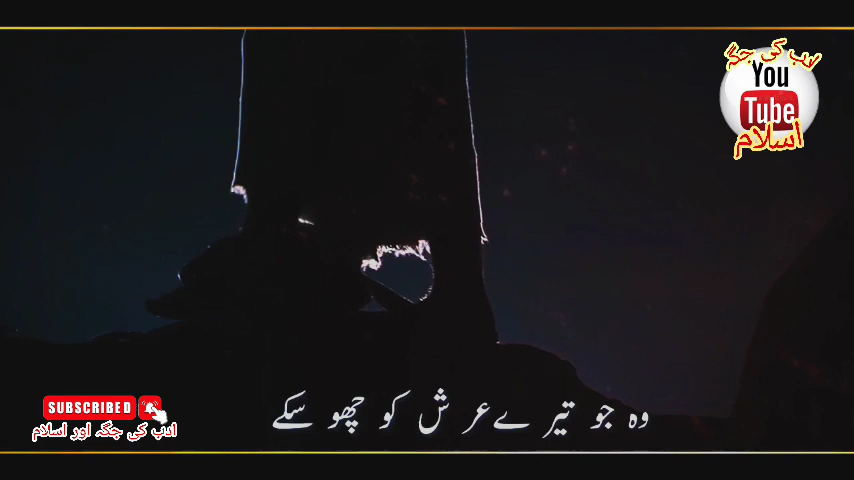 ادب کی جگہ
You
Tube
اسلام
SUBSCRIBED
ادب کی جگہ اور اسلام
وہ جو تیرے عرش کو چھو سکے